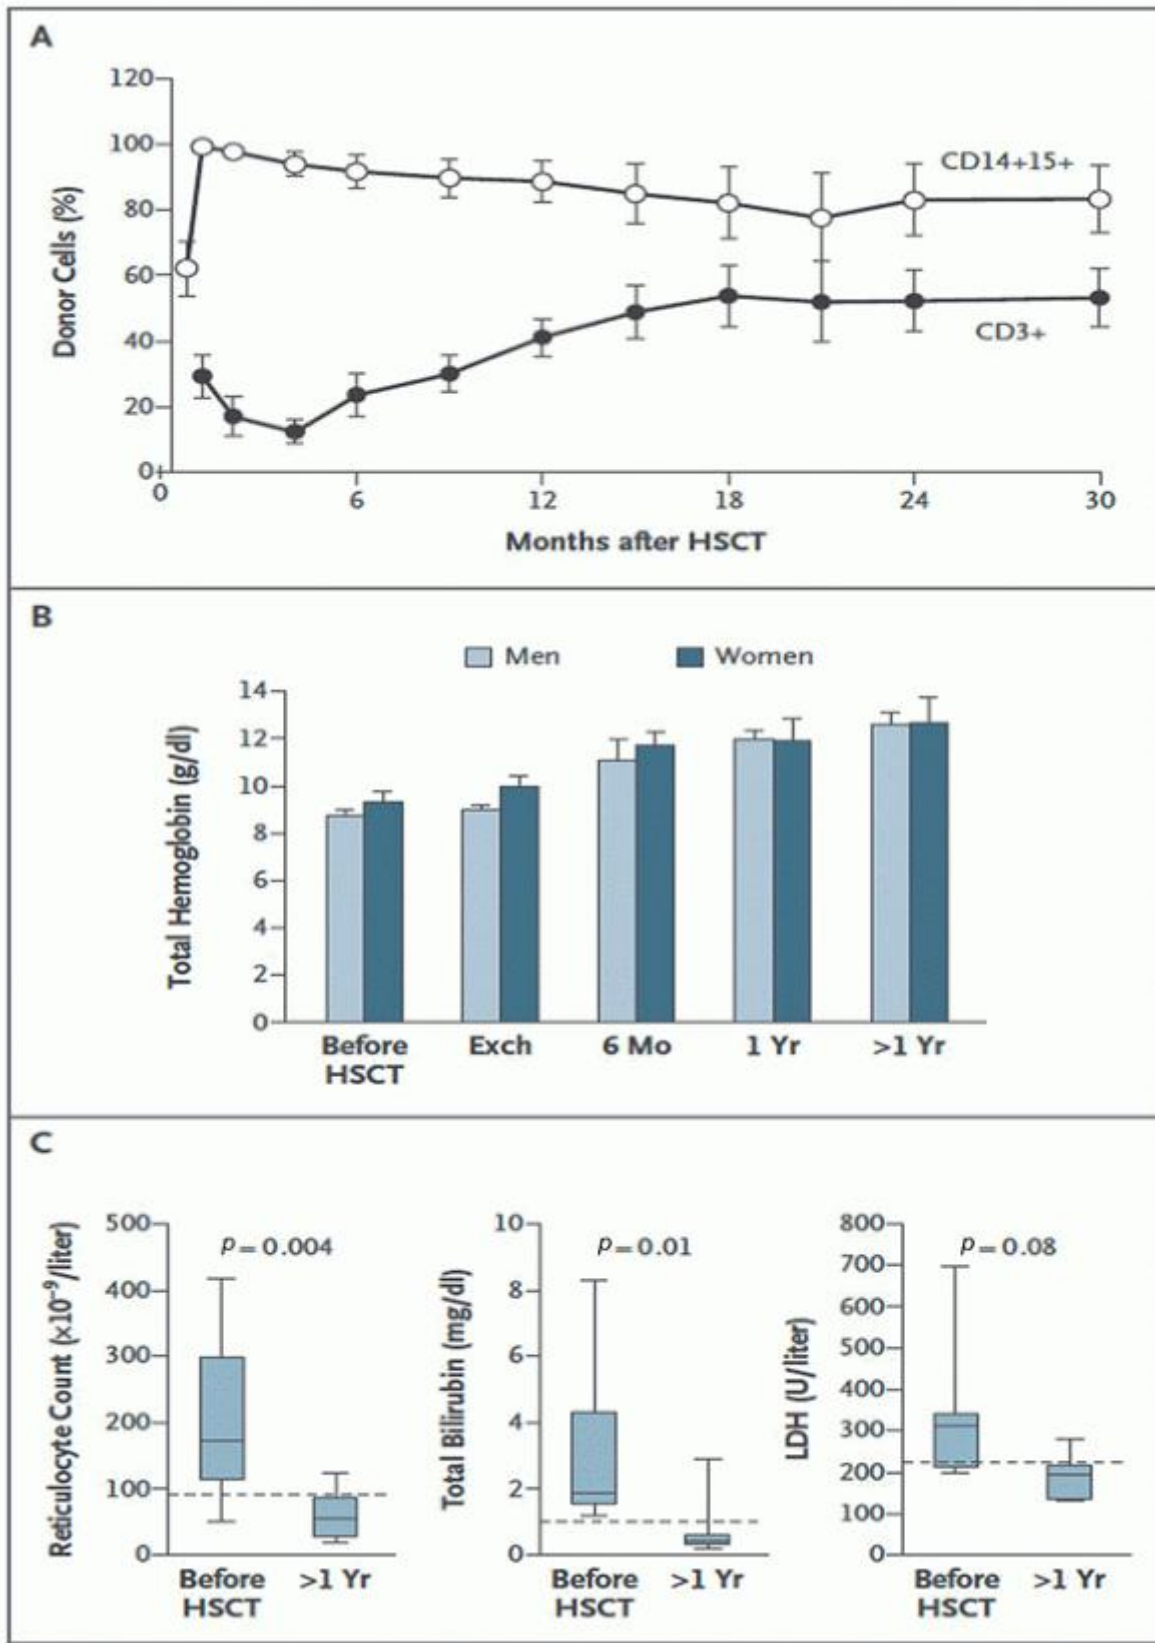 A
120
100
80
60
40
20
0
Donor Cells (%)
CD14+15+
CD3+
0 6 12 18 24 30
Months after HSCT
B
Men Women
14
12
10
8
6
4
2
0
Total Hemoglobin (g/dl)
Before HSCT Exch 6 Mo 1 Yr >1 Yr
C
500
400
300
200
100
0
Reticulocyte Count (×10⁻⁹/liter)
p=0.004
Before HSCT >1 Yr
10
8
6
4
2
0
Total Bilirubin (mg/dl)
p=0.01
Before HSCT >1 Yr
800
700
600
500
400
300
200
100
0
LDH (U/liter)
p=0.08
Before HSCT >1 Yr